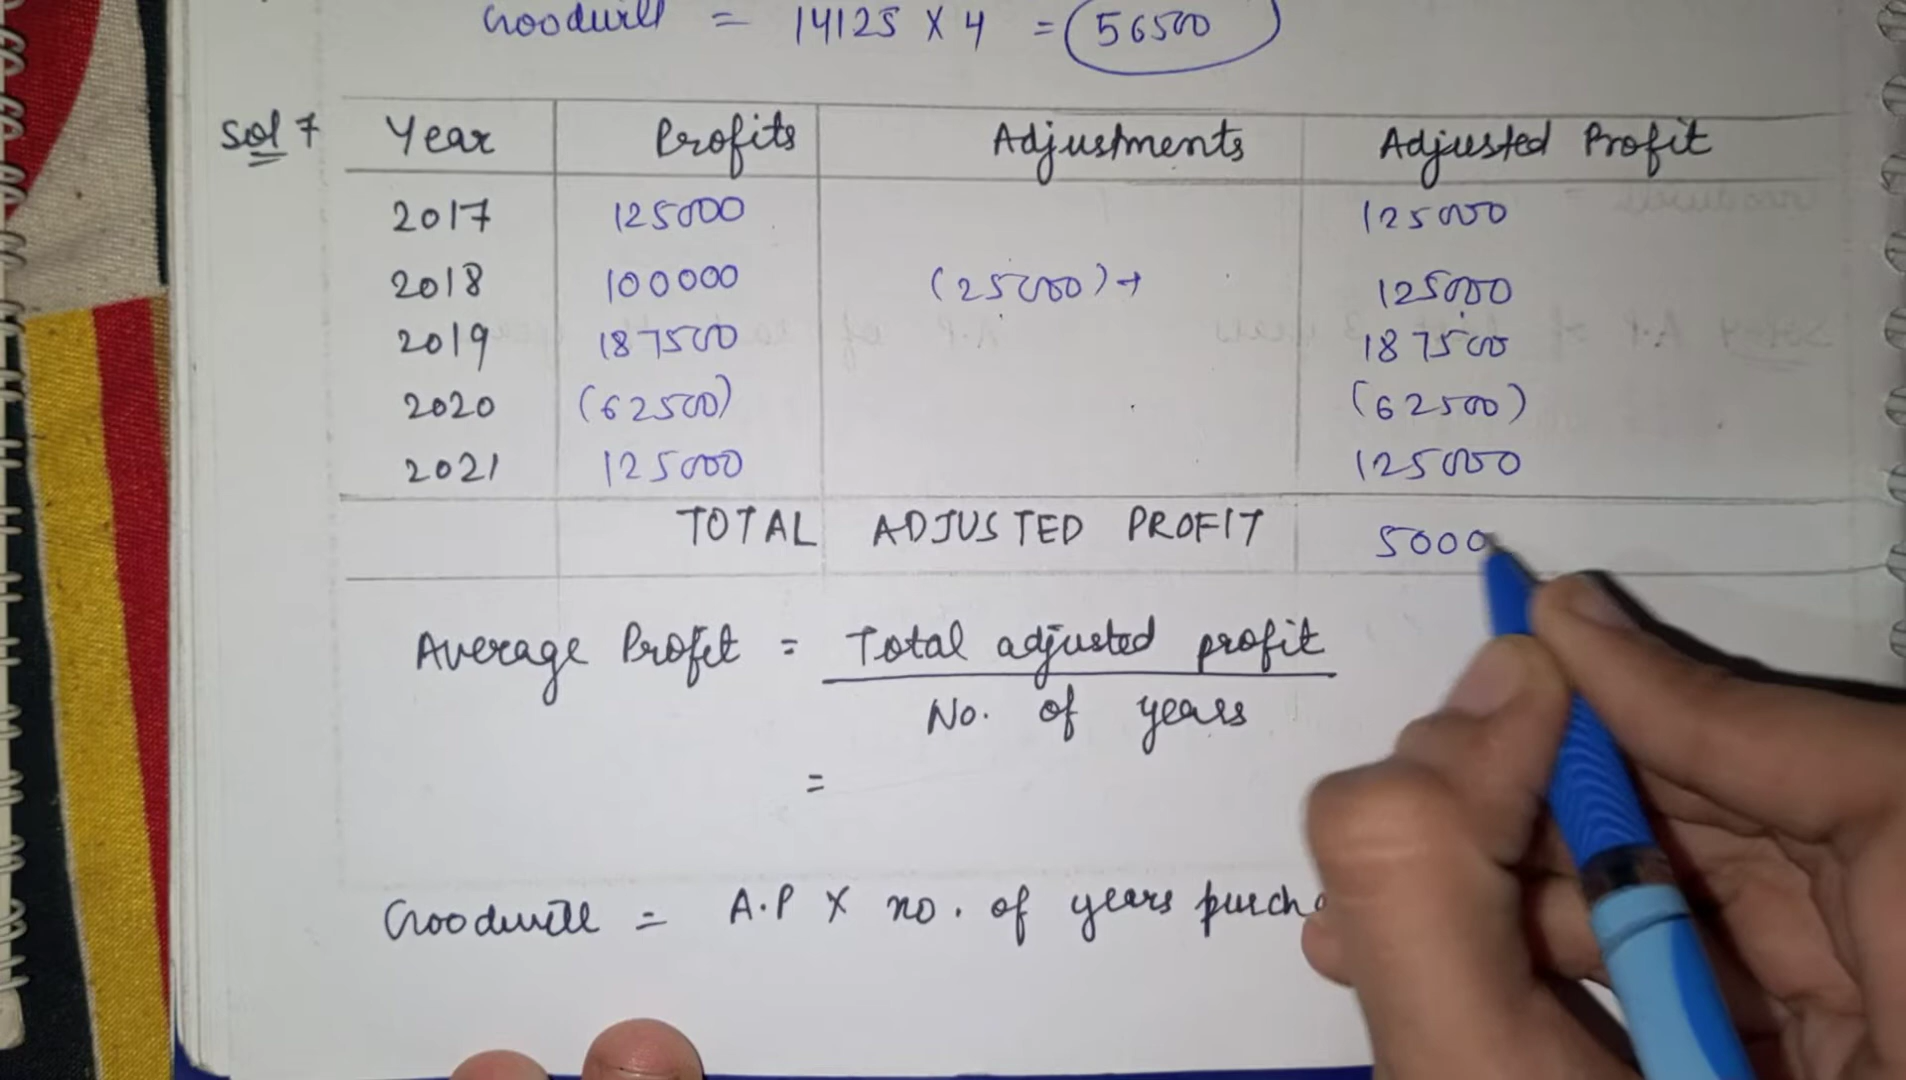 Goodwill = 14125 X 4 = 56500
Sol 7 Year Profits Adjustments Adjusted Profit
2017 125000 125000
2018 100000 (25000)+ 125000
2019 187500 187500
2020 (62500) (62500)
2021 125000 125000
TOTAL ADJUSTED PROFIT 5000
Average Profit = Total adjusted profit
No. of years
=
Goodwill = A.P X no. of years